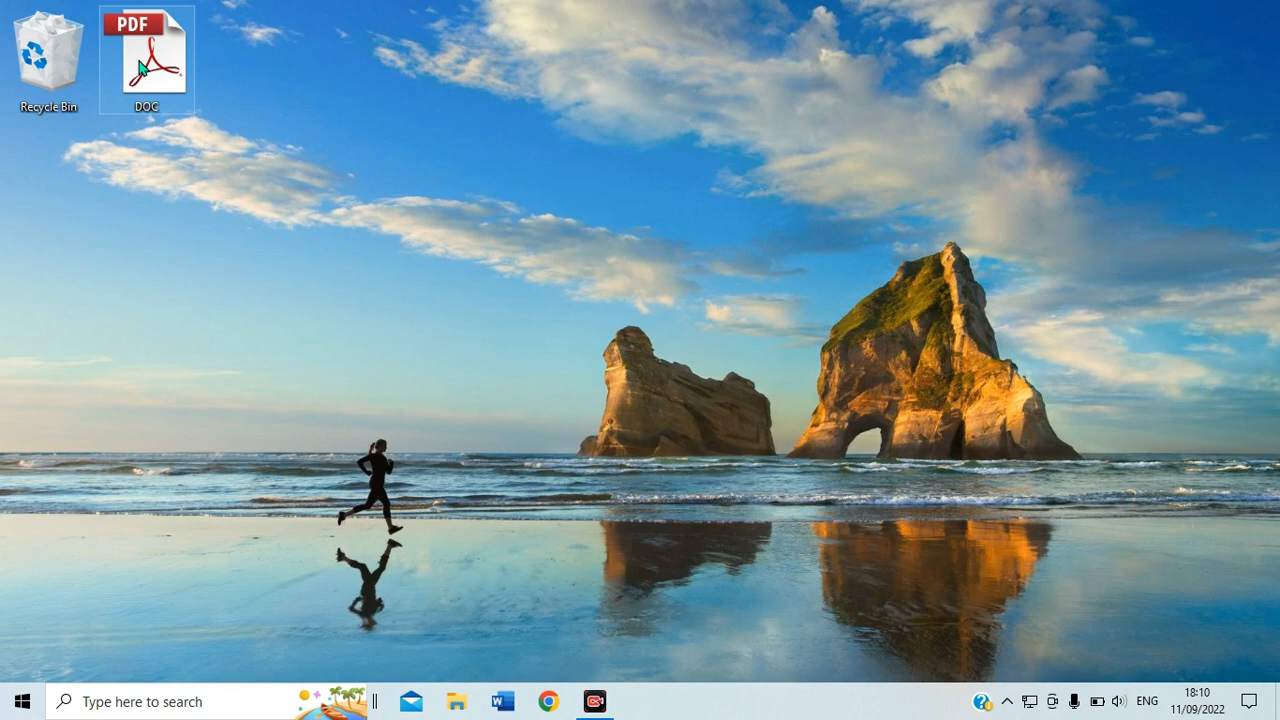 PDF
Recycle Bin
DOC
Type here to search
W
ENG
18:10
11/09/2022